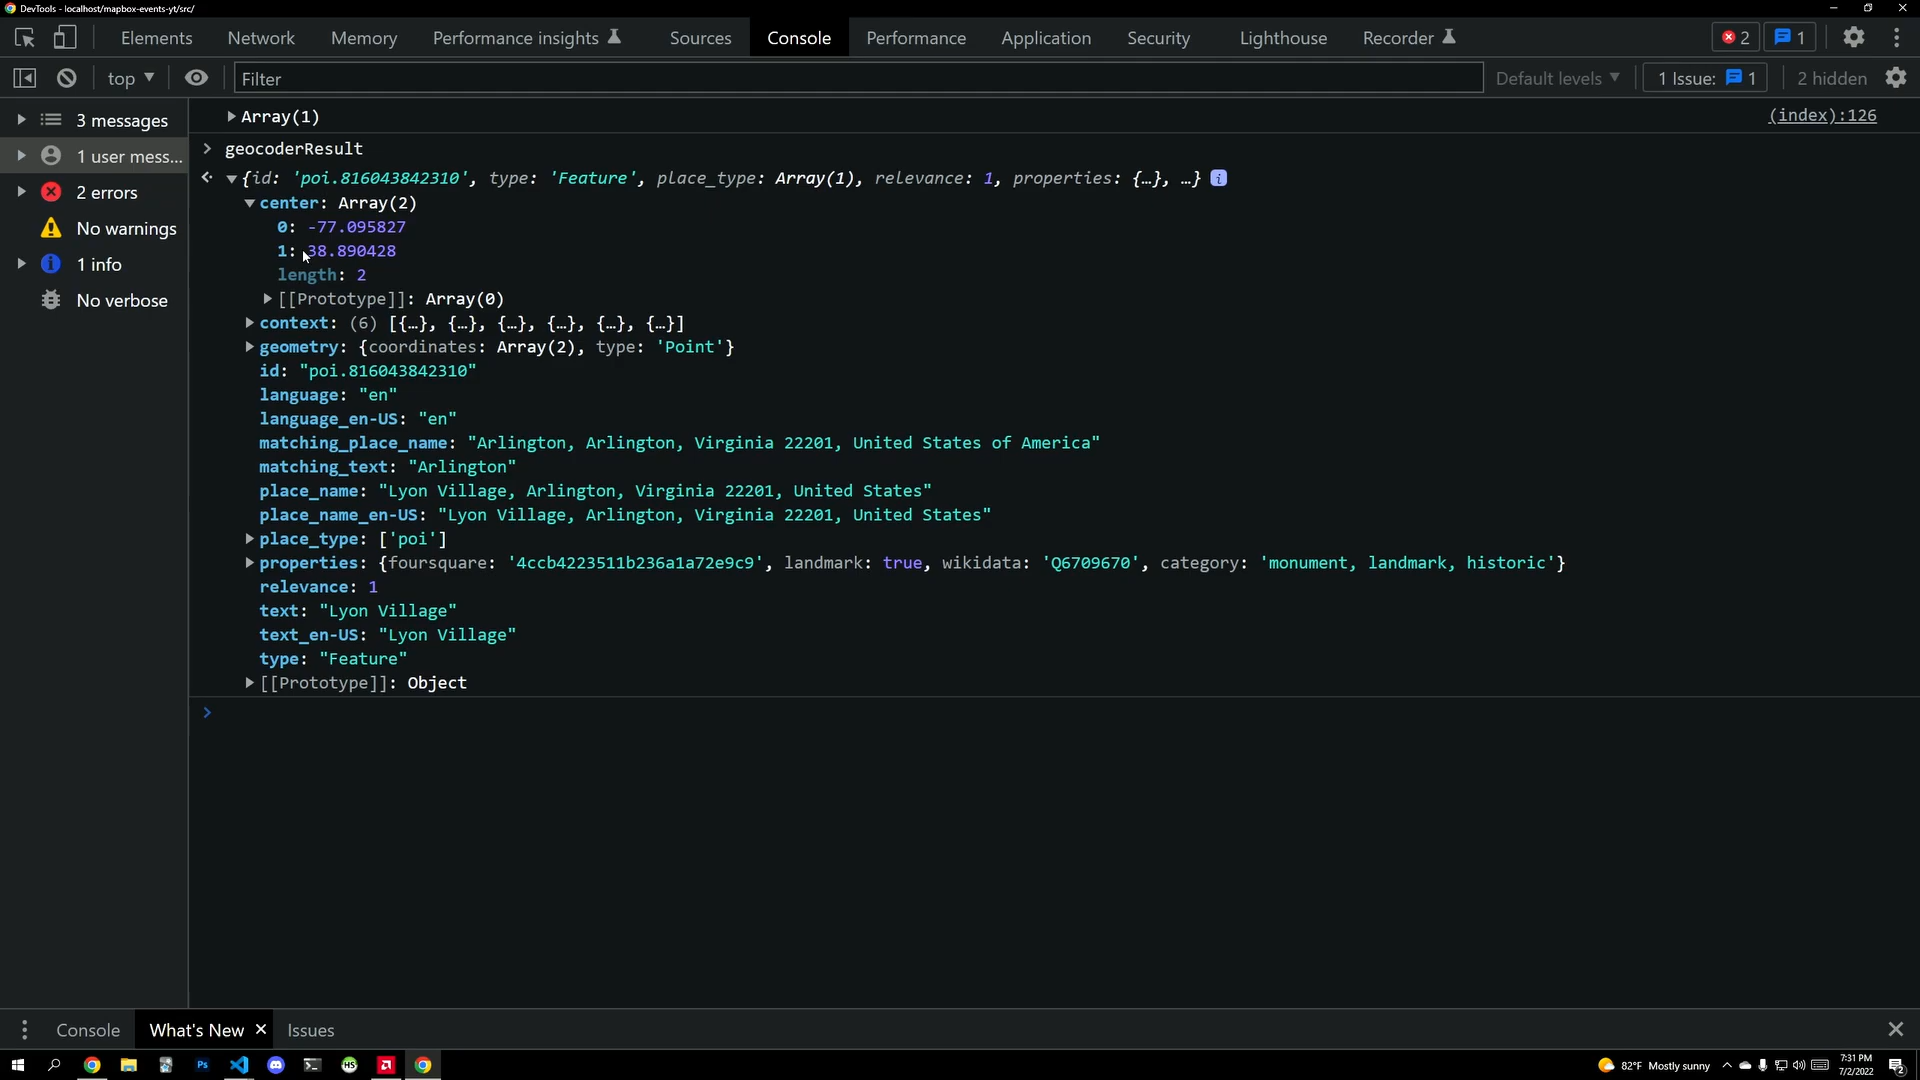 DevTools - localhost/mapbox-events-yt/src/
Elements Network Memory Performance insights Sources Console Performance Application Security Lighthouse Recorder 2 1
top Filter Default levels 1 Issue: 1 2 hidden
3 messages
1 user mess...
2 errors
No warnings
1 info
No verbose
Array(1) (index):126
geocoderResult
{id: 'poi.816043842310', type: 'Feature', place_type: Array(1), relevance: 1, properties: {…}, …}
center: Array(2)
0: -77.095827
1: 38.890428
length: 2
[[Prototype]]: Array(0)
context: (6) [{…}, {…}, {…}, {…}, {…}, {…}]
geometry: {coordinates: Array(2), type: 'Point'}
id: "poi.816043842310"
language: "en"
language_en-US: "en"
matching_place_name: "Arlington, Arlington, Virginia 22201, United States of America"
matching_text: "Arlington"
place_name: "Lyon Village, Arlington, Virginia 22201, United States"
place_name_en-US: "Lyon Village, Arlington, Virginia 22201, United States"
place_type: ['poi']
properties: {foursquare: '4ccb4223511b236a1a72e9c9', landmark: true, wikidata: 'Q6709670', category: 'monument, landmark, historic'}
relevance: 1
text: "Lyon Village"
text_en-US: "Lyon Village"
type: "Feature"
[[Prototype]]: Object
Console What's New Issues
Ps HS 82°F Mostly sunny 7:31 PM
7/2/2022 2